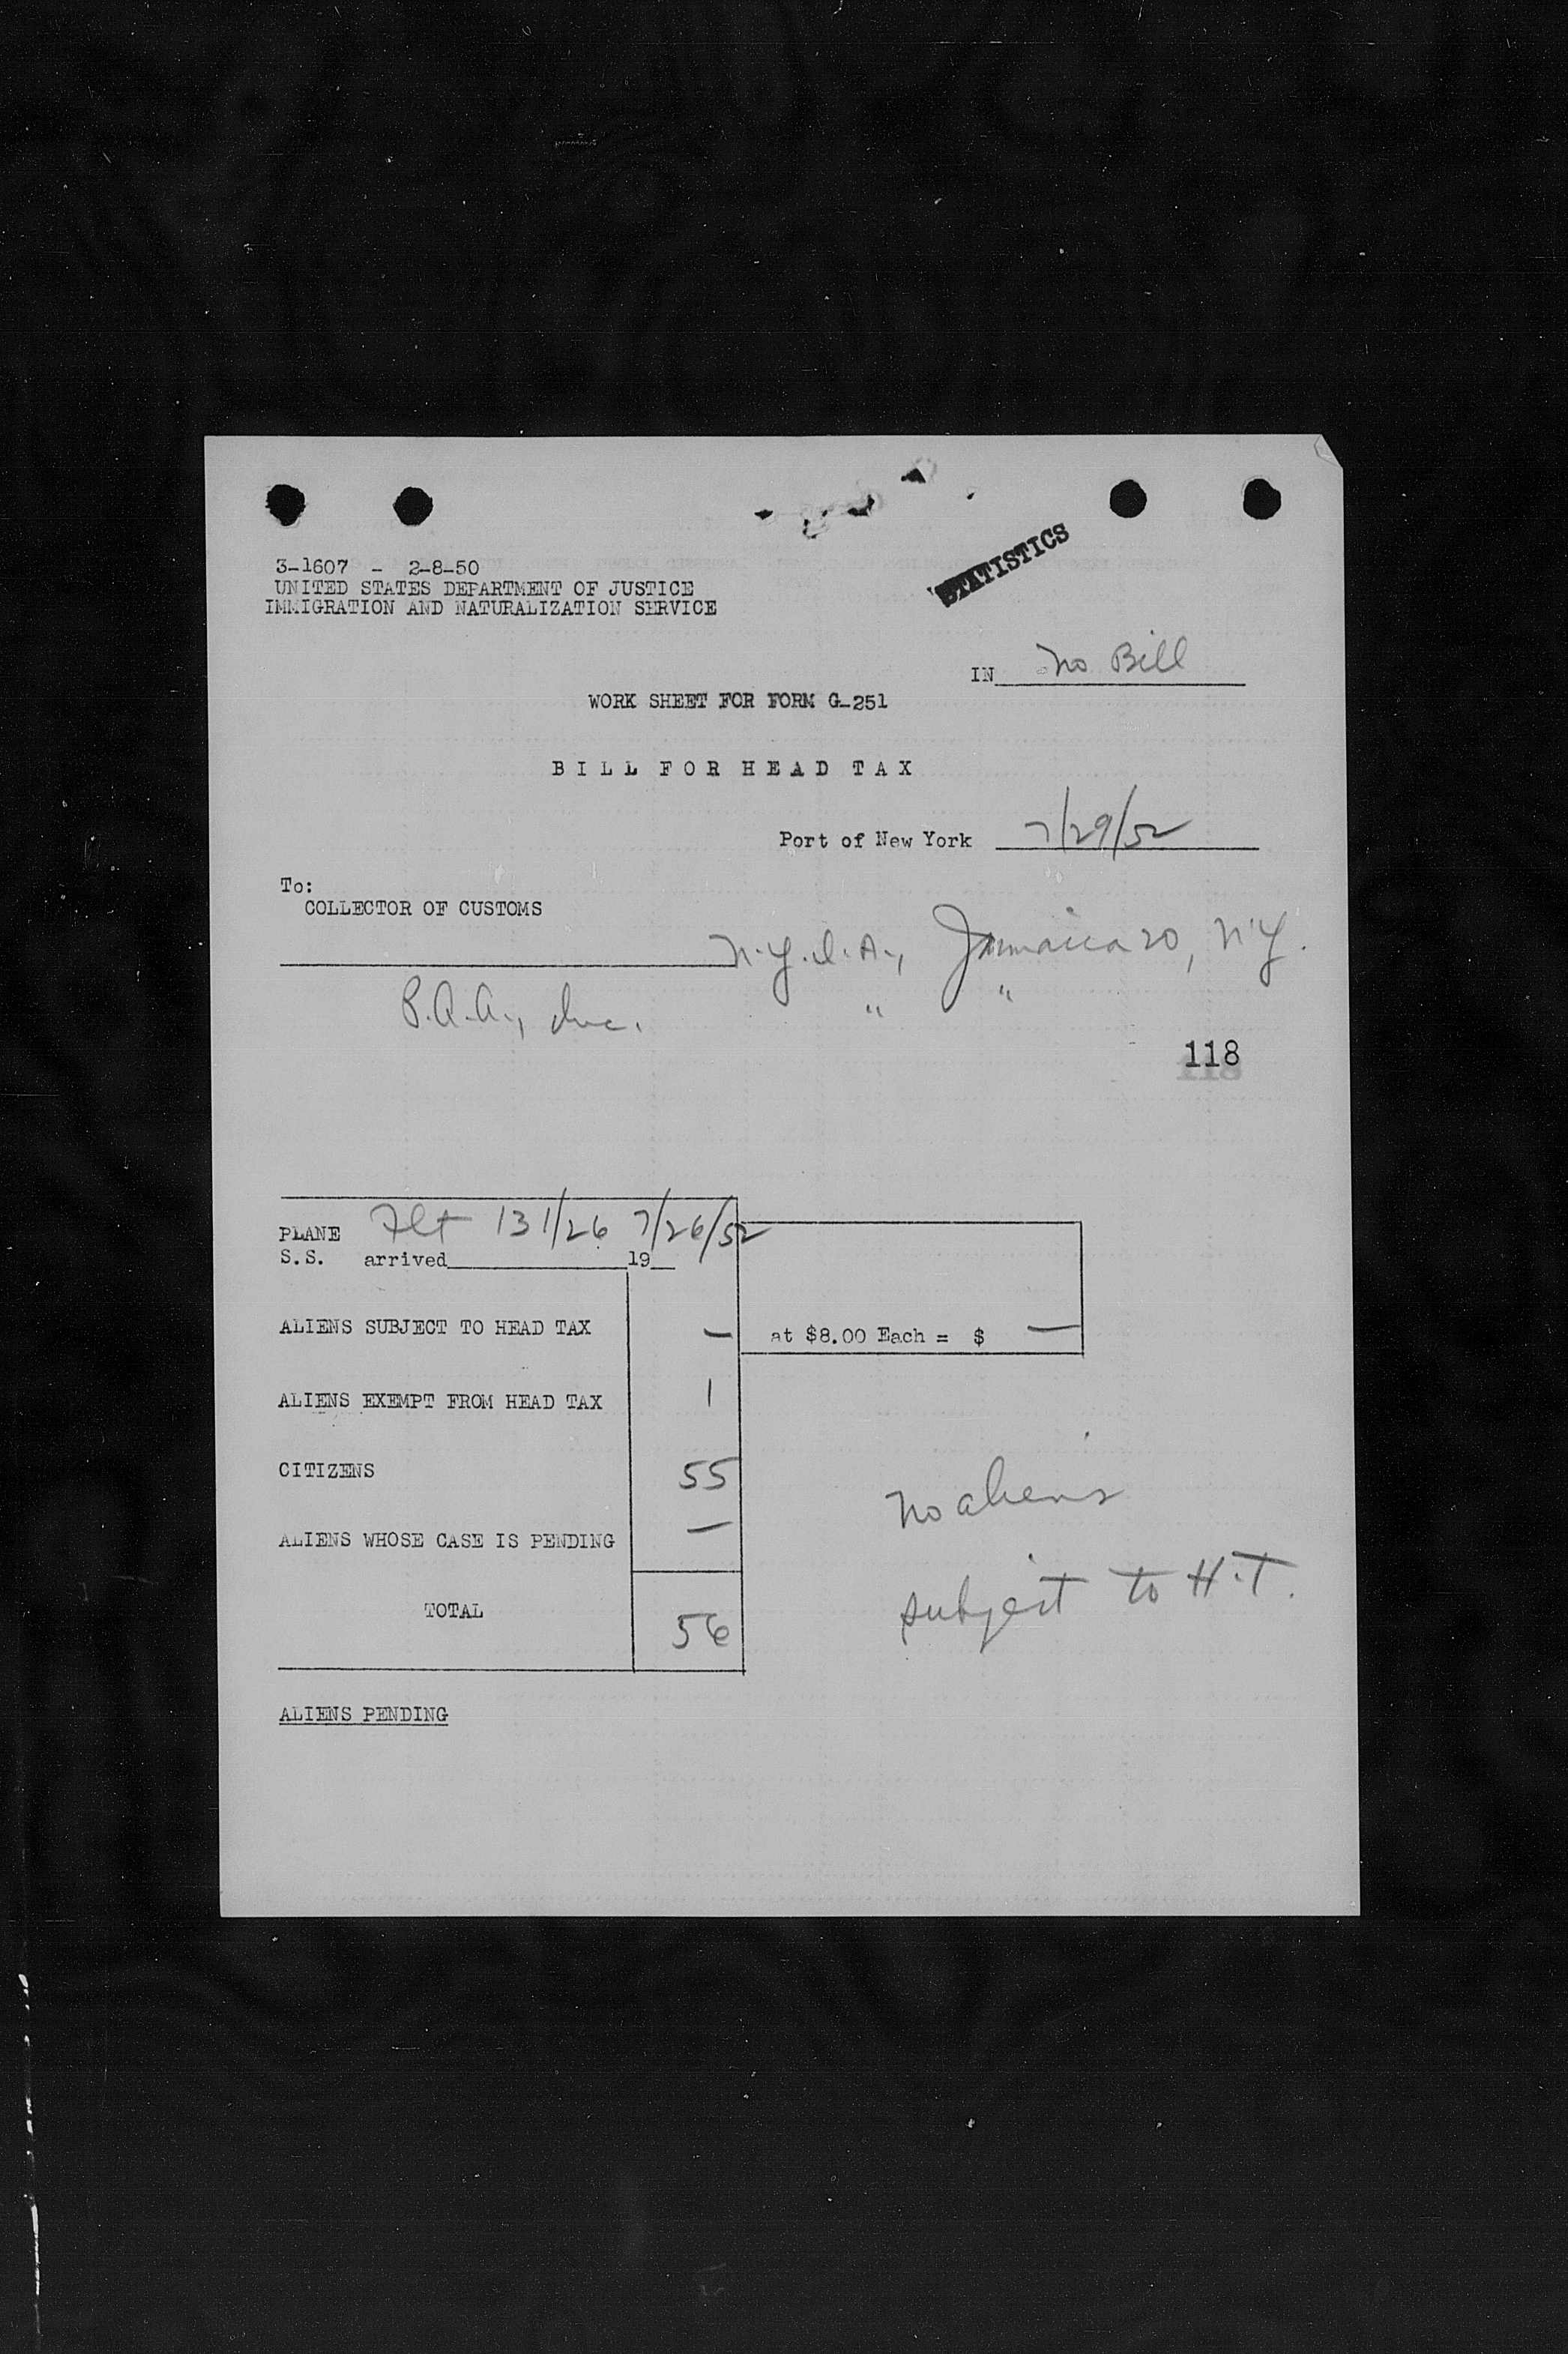 STATISTICS
3-1607 - 2-8-50
UNITED STATES DEPARTMENT OF JUSTICE
IMMIGRATION AND NATURALIZATION SERVICE
IN No Bill
WORK SHEET FOR FORM G-251
BILL FOR HEAD TAX
Port of New York 7/29/52
To:
COLLECTOR OF CUSTOMS
N.Y.I.A., Jamaica 20, N.Y.
P.A.A., Inc. " "
118
PLANE Flt 131/26 7/26/52
S.S. arrived 19
ALIENS SUBJECT TO HEAD TAX — at $8.00 Each = $ —
ALIENS EXEMPT FROM HEAD TAX 1
CITIZENS 55
No aliens
ALIENS WHOSE CASE IS PENDING —
subject to H.T.
TOTAL 56
ALIENS PENDING